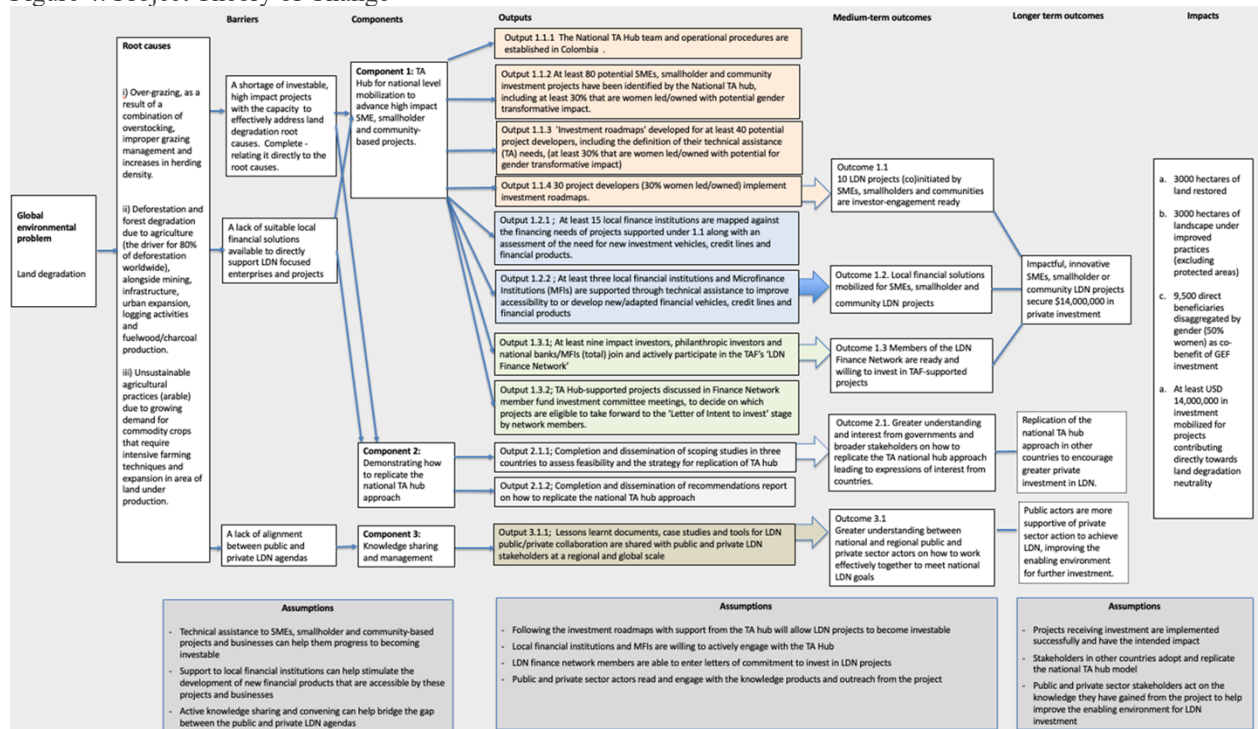 Figure 4: Project Theory of Change
Barriers
Components
Outputs
Medium-term outcomes
Longer term outcomes
Impacts
Global
environmental
problem
Land degradation
Root causes
i) Over-grazing, as a
result of a
combination of
overstocking,
improper grazing
management and
increases in herding
density.
ii) Deforestation and
forest degradation
due to agriculture
(the driver for 80%
of deforestation
worldwide),
alongside mining,
infrastructure,
urban expansion,
logging activities
and
fuelwood/charcoal
production.
iii) Unsustainable
agricultural
practices (arable)
due to growing
demand for
commodity crops
that require
intensive farming
techniques and
expansion in area of
land under
production.
A shortage of investable,
high impact projects
with the capacity to
effectively address land
degradation root
causes. Complete -
relating it directly to the
root causes.
A lack of suitable local
financial solutions
available to directly
support LDN focused
enterprises and projects
A lack of alignment
between public and
private LDN agendas
Component 1: TA
Hub for national level
mobilization to
advance high impact
SME, smallholder
and community-
based projects.
Component 2:
Demonstrating how
to replicate the
national TA hub
approach
Component 3:
Knowledge sharing
and management
Output 1.1.1 The National TA Hub team and operational procedures are
established in Colombia .
Output 1.1.2 At least 80 potential SMEs, smallholder and community
investment projects have been identified by the National TA hub,
including at least 30% that are women led/owned with potential gender
transformative impact.
Output 1.1.3 'Investment roadmaps' developed for at least 40 potential
project developers, including the definition of their technical assistance
(TA) needs, (at least 30% that are women led/owned with potential for
gender transformative impact)
Output 1.1.4 30 project developers (30% women led/owned) implement
investment roadmaps.
Output 1.2.1 ; At least 15 local finance institutions are mapped against
the financing needs of projects supported under 1.1 along with an
assessment of the need for new investment vehicles, credit lines and
financial products.
Output 1.2.2 ; At least three local financial institutions and Microfinance
Institutions (MFIs) are supported through technical assistance to improve
accessibility to or develop new/adapted financial vehicles, credit lines and
financial products
Output 1.3.1; At least nine impact investors, philanthropic investors and
national banks/MFIs (total) join and actively participate in the TAF's 'LDN
Finance Network'
Output 1.3.2; TA Hub-supported projects discussed in Finance Network
member fund investment committee meetings, to decide on which
projects are eligible to take forward to the 'Letter of Intent to invest' stage
by network members.
Output 2.1.1; Completion and dissemination of scoping studies in three
countries to assess feasibility and the strategy for replication of TA hub
Output 2.1.2; Completion and dissemination of recommendations report
on how to replicate the national TA hub approach
Output 3.1.1; Lessons learnt documents, case studies and tools for LDN
public/private collaboration are shared with public and private LDN
stakeholders at a regional and global scale
Outcome 1.1
10 LDN projects (co)initiated by
SMEs, smallholders and communities
are investor-engagement ready
Outcome 1.2. Local financial solutions
mobilized for SMEs, smallholder and
community LDN projects
Outcome 1.3 Members of the LDN
Finance Network are ready and
willing to invest in TAF-supported
projects
Outcome 2.1. Greater understanding
and interest from governments and
broader stakeholders on how to
replicate the TA national hub approach
leading to expressions of interest from
countries.
Outcome 3.1
Greater understanding between
national and regional public and
private sector actors on how to work
effectively together to meet national
LDN goals
Impactful, innovative
SMEs, smallholder or
community LDN projects
secure $14,000,000 in
private investment
Replication of the
national TA hub
approach in other
countries to encourage
greater private
investment in LDN.
Public actors are more
supportive of private
sector action to achieve
LDN, improving the
enabling environment
for further investment.
a. 3000 hectares of
land restored
b. 3000 hectares of
landscape under
improved
practices
(excluding
protected areas)
c. 9,500 direct
beneficiaries
disaggregated by
gender (50%
women) as co-
benefit of GEF
investment
a. At least USD
14,000,000 in
investment
mobilized for
projects
contributing
directly towards
land degradation
neutrality
Assumptions
- Technical assistance to SMEs, smallholder and community-based
projects and businesses can help them progress to becoming
investable
- Support to local financial institutions can help stimulate the
development of new financial products that are accessible by these
projects and businesses
- Active knowledge sharing and convening can help bridge the gap
between the public and private LDN agendas
Assumptions
- Following the investment roadmaps with support from the TA hub will allow LDN projects to become investable
- Local financial institutions and MFIs are willing to actively engage with the TA Hub
- LDN finance network members are able to enter letters of commitment to invest in LDN projects
- Public and private sector actors read and engage with the knowledge products and outreach from the project
Assumptions
- Projects receiving investment are implemented
successfully and have the intended impact
- Stakeholders in other countries adopt and replicate
the national TA hub model
- Public and private sector stakeholders act on the
knowledge they have gained from the project to help
improve the enabling environment for LDN
investment